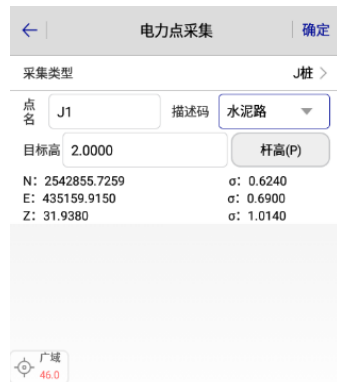 电力点采集 确定
采集类型 J桩
点名 J1 描述码 水泥路
目标高 2.0000 杆高(P)
N: 2542855.7259 σ: 0.6240
E: 435159.9150 σ: 0.6900
Z: 31.9380 σ: 1.0140
广域
46.0